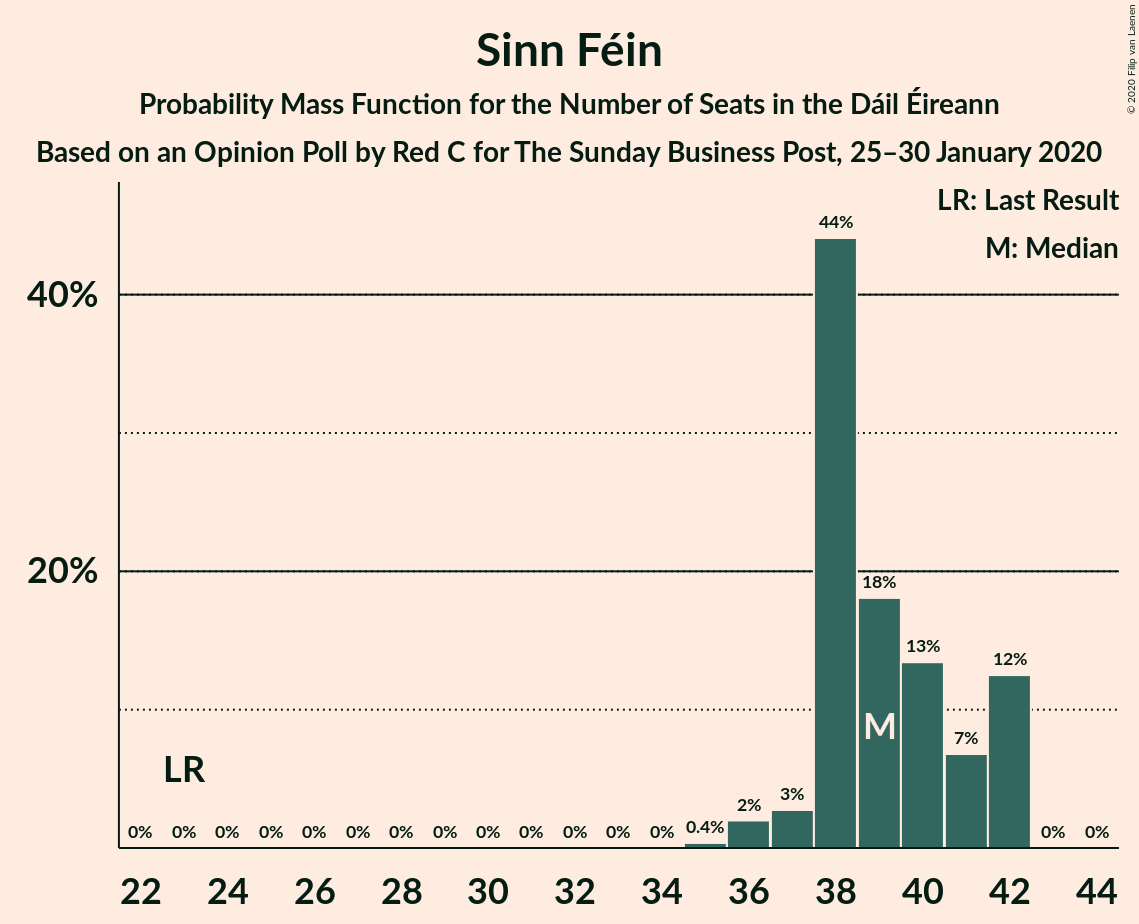 Sinn Féin
Probability Mass Function for the Number of Seats in the Dáil Éireann
Based on an Opinion Poll by Red C for The Sunday Business Post, 25–30 January 2020
© 2020 Filip van Laenen
LR: Last Result
M: Median
40%
20%
44%
18%
13%
12%
7%
3%
2%
0.4%
M
LR
0% 0% 0% 0% 0% 0% 0% 0% 0% 0% 0% 0% 0% 0% 0%
22 24 26 28 30 32 34 36 38 40 42 44